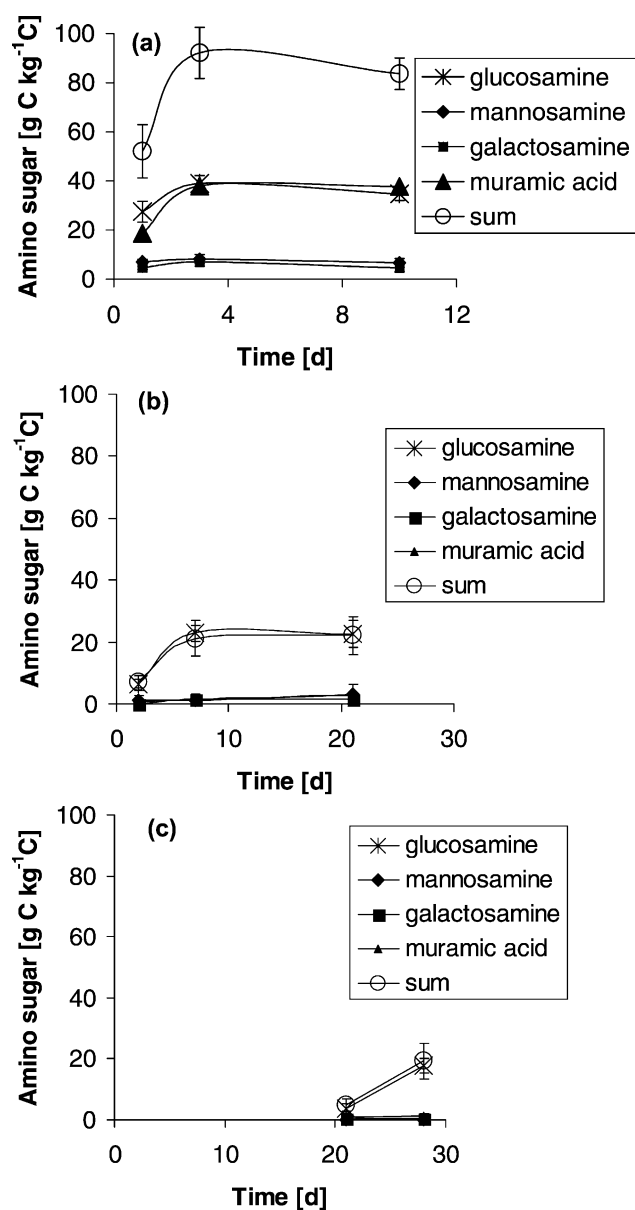 (a)
Amino sugar [g C kg⁻¹C]
100
80
60
40
20
0
0 4 8 12
Time [d]
glucosamine
mannosamine
galactosamine
muramic acid
sum
(b)
Amino sugar [g C kg⁻¹C]
100
80
60
40
20
0
0 10 20 30
Time [d]
glucosamine
mannosamine
galactosamine
muramic acid
sum
(c)
Amino sugar [g C kg⁻¹C]
100
80
60
40
20
0
0 10 20 30
Time [d]
glucosamine
mannosamine
galactosamine
muramic acid
sum